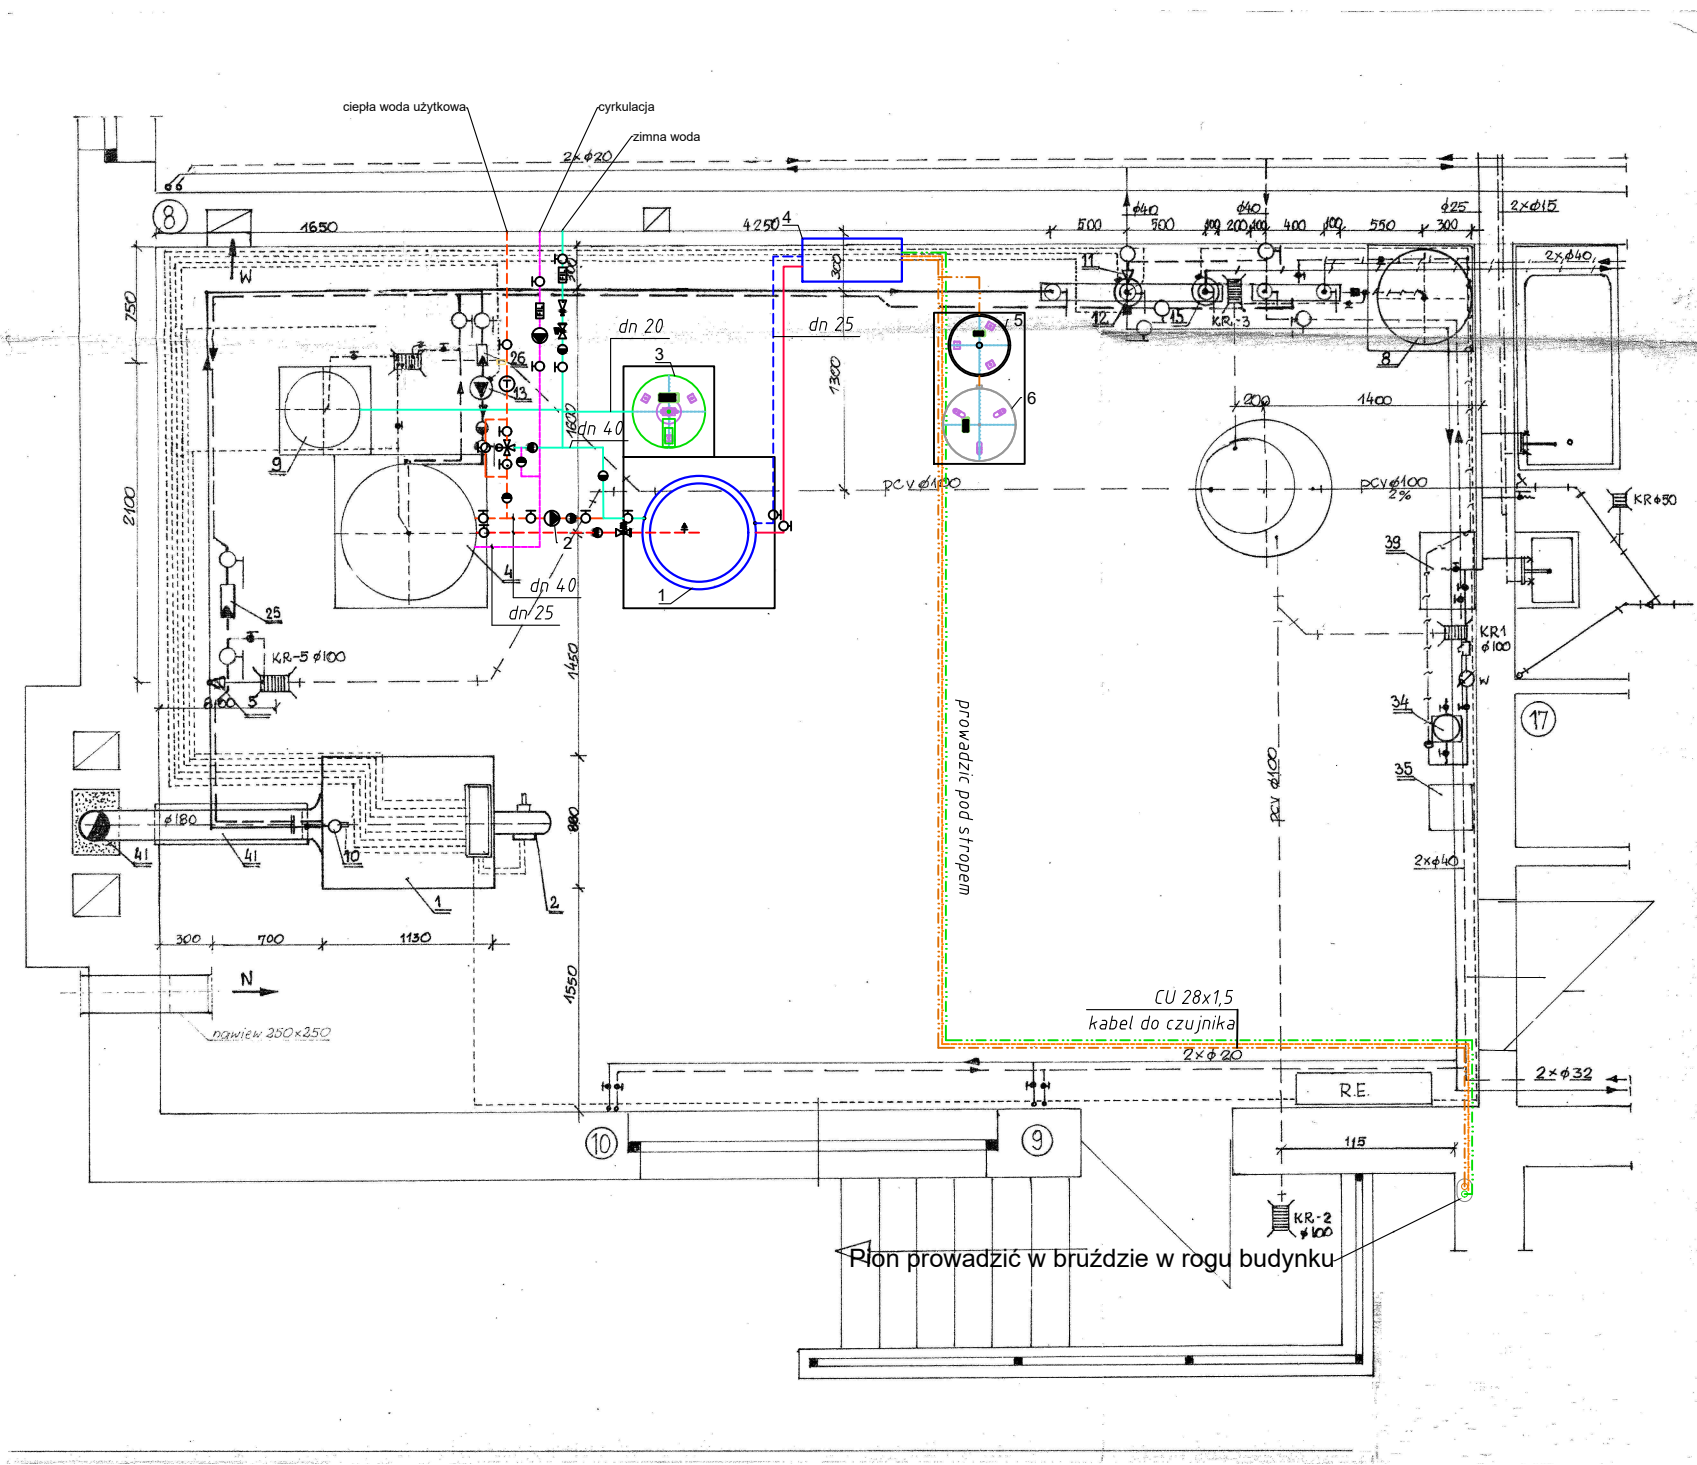 ciepła woda użytkowa
cyrkulacja
zimna woda
2xφ20
8
1650
4250
4
φ40
φ40
φ25
2xφ15
500
500
100
200
100
400
100
550
300
2xφ40
W
750
300
300
11
12
15
KR-3
8
dn 20
dn 25
3
5
6
26
13
9
1300
1620
dn 40
200
1400
2100
pcv φ100
pcv φ100
2%
KRφ50
39
2
4
1
dn 40
dn 25
25
KR-5 φ100
5
1450
KR1
φ100
W
34
17
35
prowadzic pod stropem
pcv φ100
φ180
41
41
10
880
1
2
2xφ40
300
700
1130
N
1550
nawiew 250x250
CU 28x1,5
kabel do czujnika
2xφ20
2xφ32
R.E.
10
9
115
KR-2
φ100
Pion prowadzić w bruździe w rogu budynku